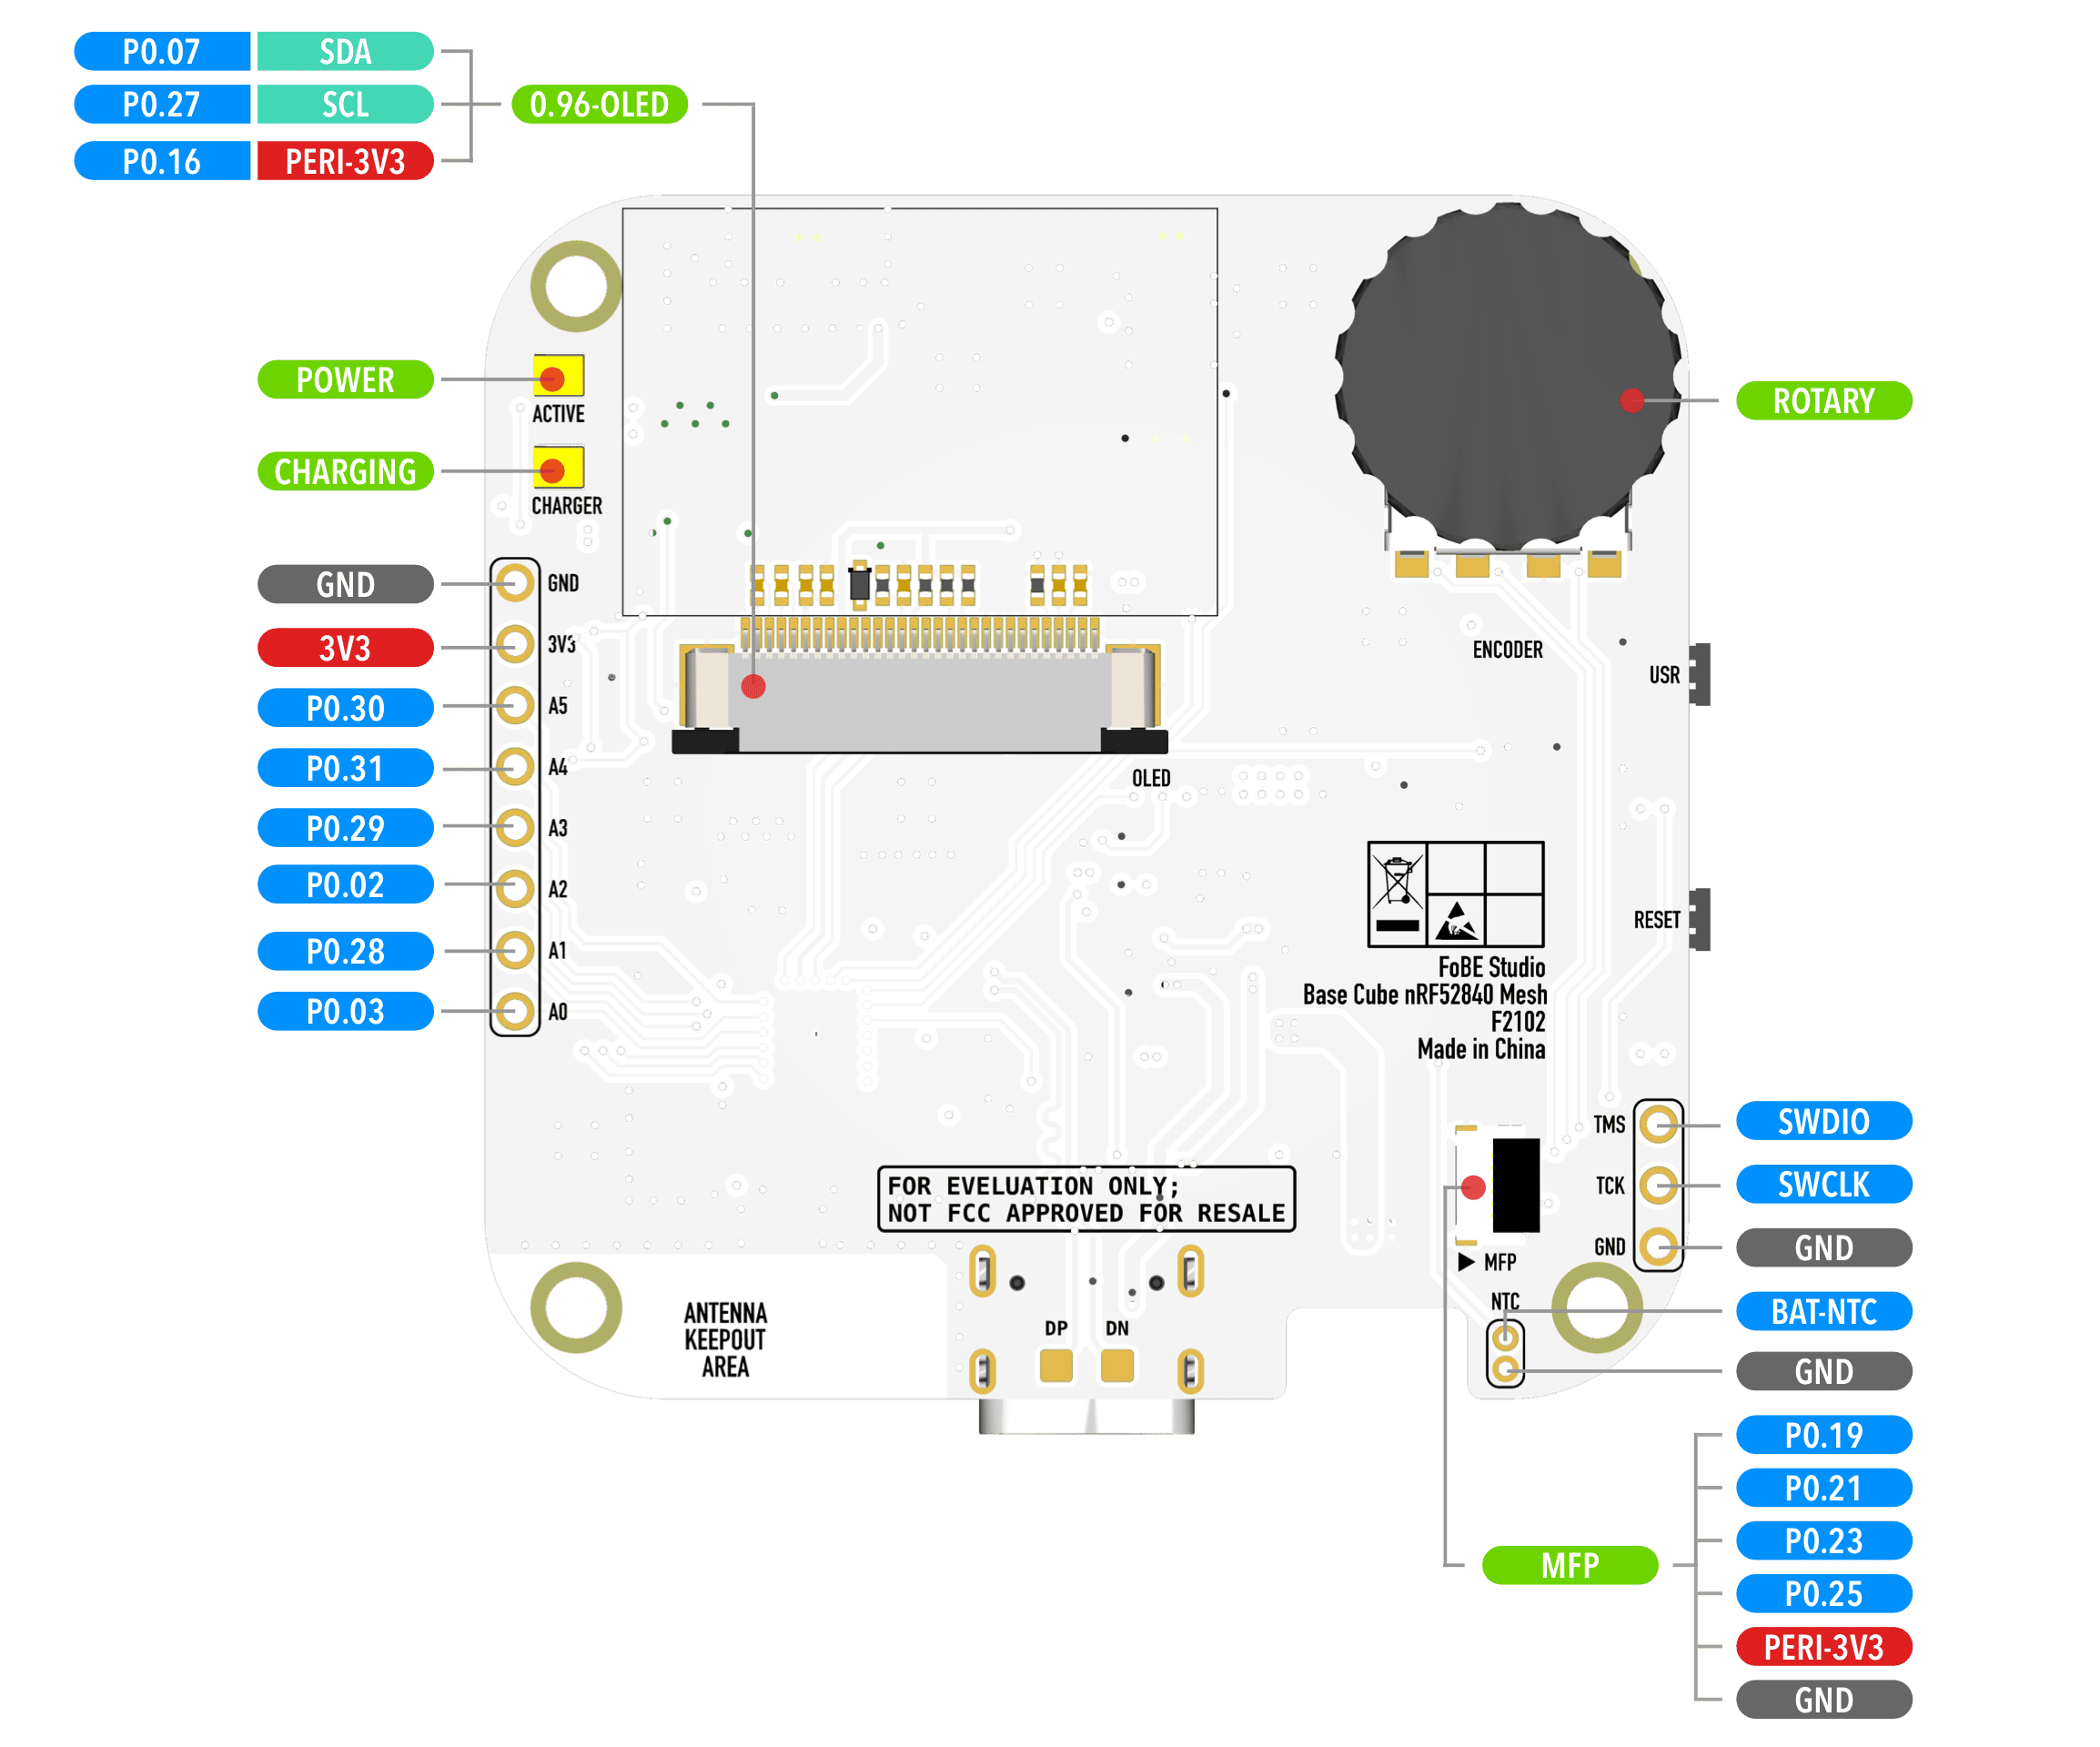 P0.07 SDA
P0.27 SCL
0.96-OLED
P0.16 PERI-3V3
POWER
ACTIVE
ROTARY
CHARGING
CHARGER
GND GND
3V3 3V3
P0.30 A5
P0.31 A4
P0.29 A3
P0.02 A2
P0.28 A1
P0.03 A0
ENCODER
USR
OLED
RESET
FoBE Studio
Base Cube nRF52840 Mesh
F2102
Made in China
TMS SWDIO
TCK SWCLK
GND GND
FOR EVELUATION ONLY;
NOT FCC APPROVED FOR RESALE
▶ MFP
NTC BAT-NTC
GND
ANTENNA
KEEPOUT
AREA
DP DN
MFP
P0.19
P0.21
P0.23
P0.25
PERI-3V3
GND